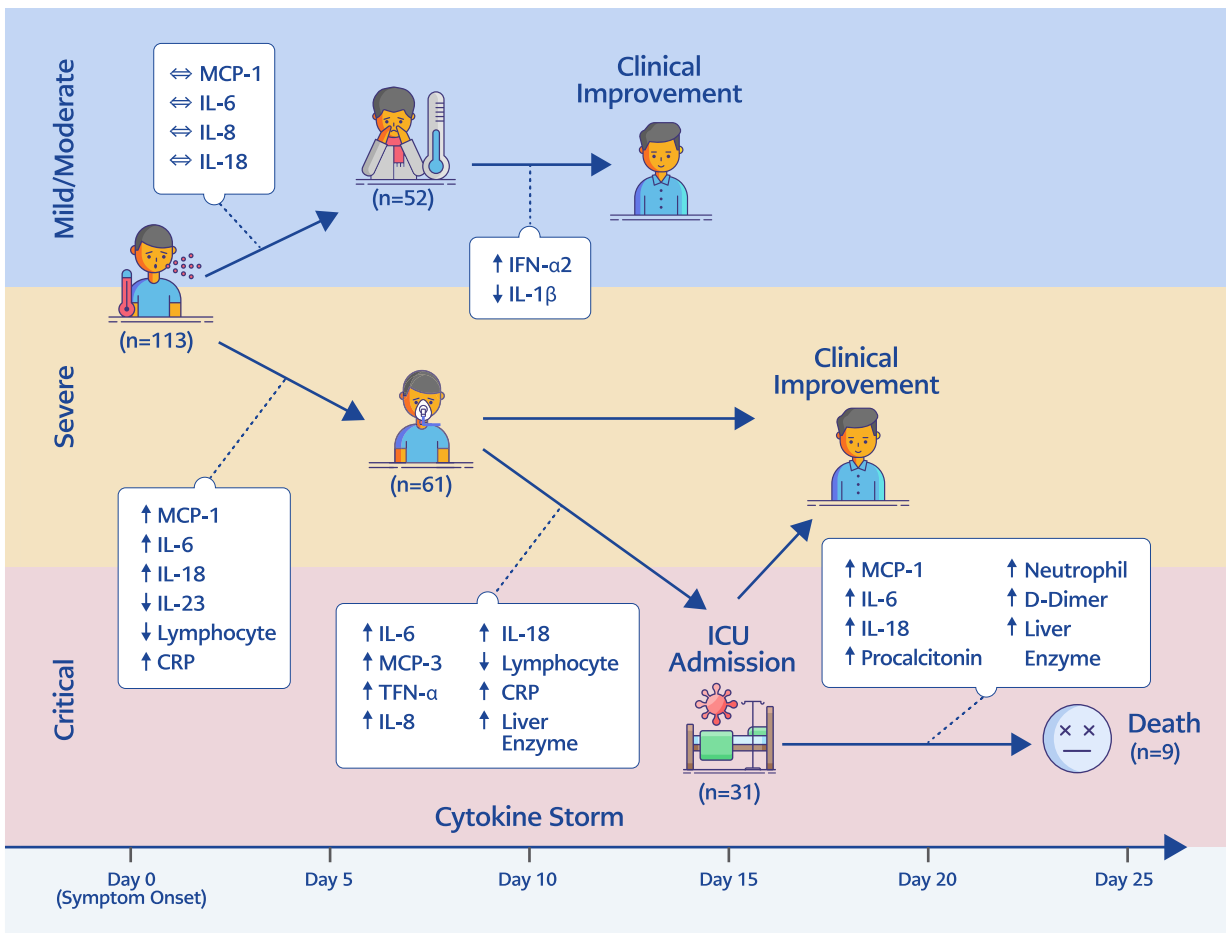 Mild/Moderate
⇔ MCP-1
⇔ IL-6
⇔ IL-8
⇔ IL-18
(n=52)
Clinical
Improvement
↑ IFN-α2
↓ IL-1β
(n=113)
Severe
(n=61)
Clinical
Improvement
↑ MCP-1
↑ IL-6
↑ IL-18
↓ IL-23
↓ Lymphocyte
↑ CRP
Critical
↑ IL-6
↑ MCP-3
↑ TFN-α
↑ IL-8
↑ IL-18
↓ Lymphocyte
↑ CRP
↑ Liver
Enzyme
ICU
Admission
(n=31)
↑ MCP-1
↑ IL-6
↑ IL-18
↑ Procalcitonin
↑ Neutrophil
↑ D-Dimer
↑ Liver
Enzyme
Death
(n=9)
Cytokine Storm
Day 0
(Symptom Onset)
Day 5
Day 10
Day 15
Day 20
Day 25